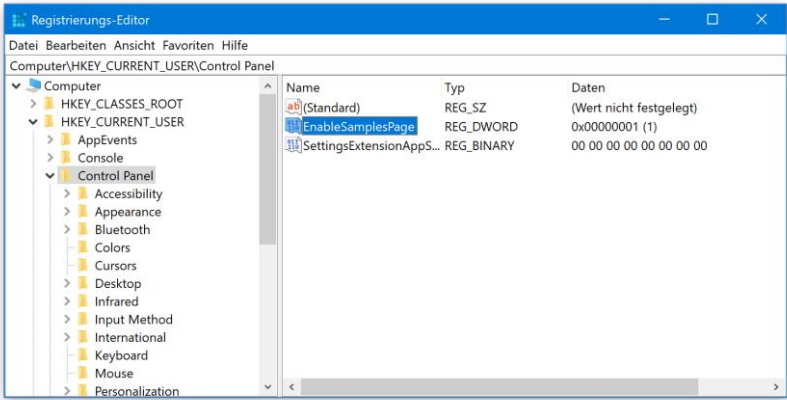 Registrierungs-Editor
Datei Bearbeiten Ansicht Favoriten Hilfe
Computer\HKEY_CURRENT_USER\Control Panel
Computer
HKEY_CLASSES_ROOT
HKEY_CURRENT_USER
AppEvents
Console
Control Panel
Accessibility
Appearance
Bluetooth
Colors
Cursors
Desktop
Infrared
Input Method
International
Keyboard
Mouse
Personalization
Name Typ Daten
(Standard) REG_SZ (Wert nicht festgelegt)
EnableSamplesPage REG_DWORD 0x00000001 (1)
SettingsExtensionAppS... REG_BINARY 00 00 00 00 00 00 00 00